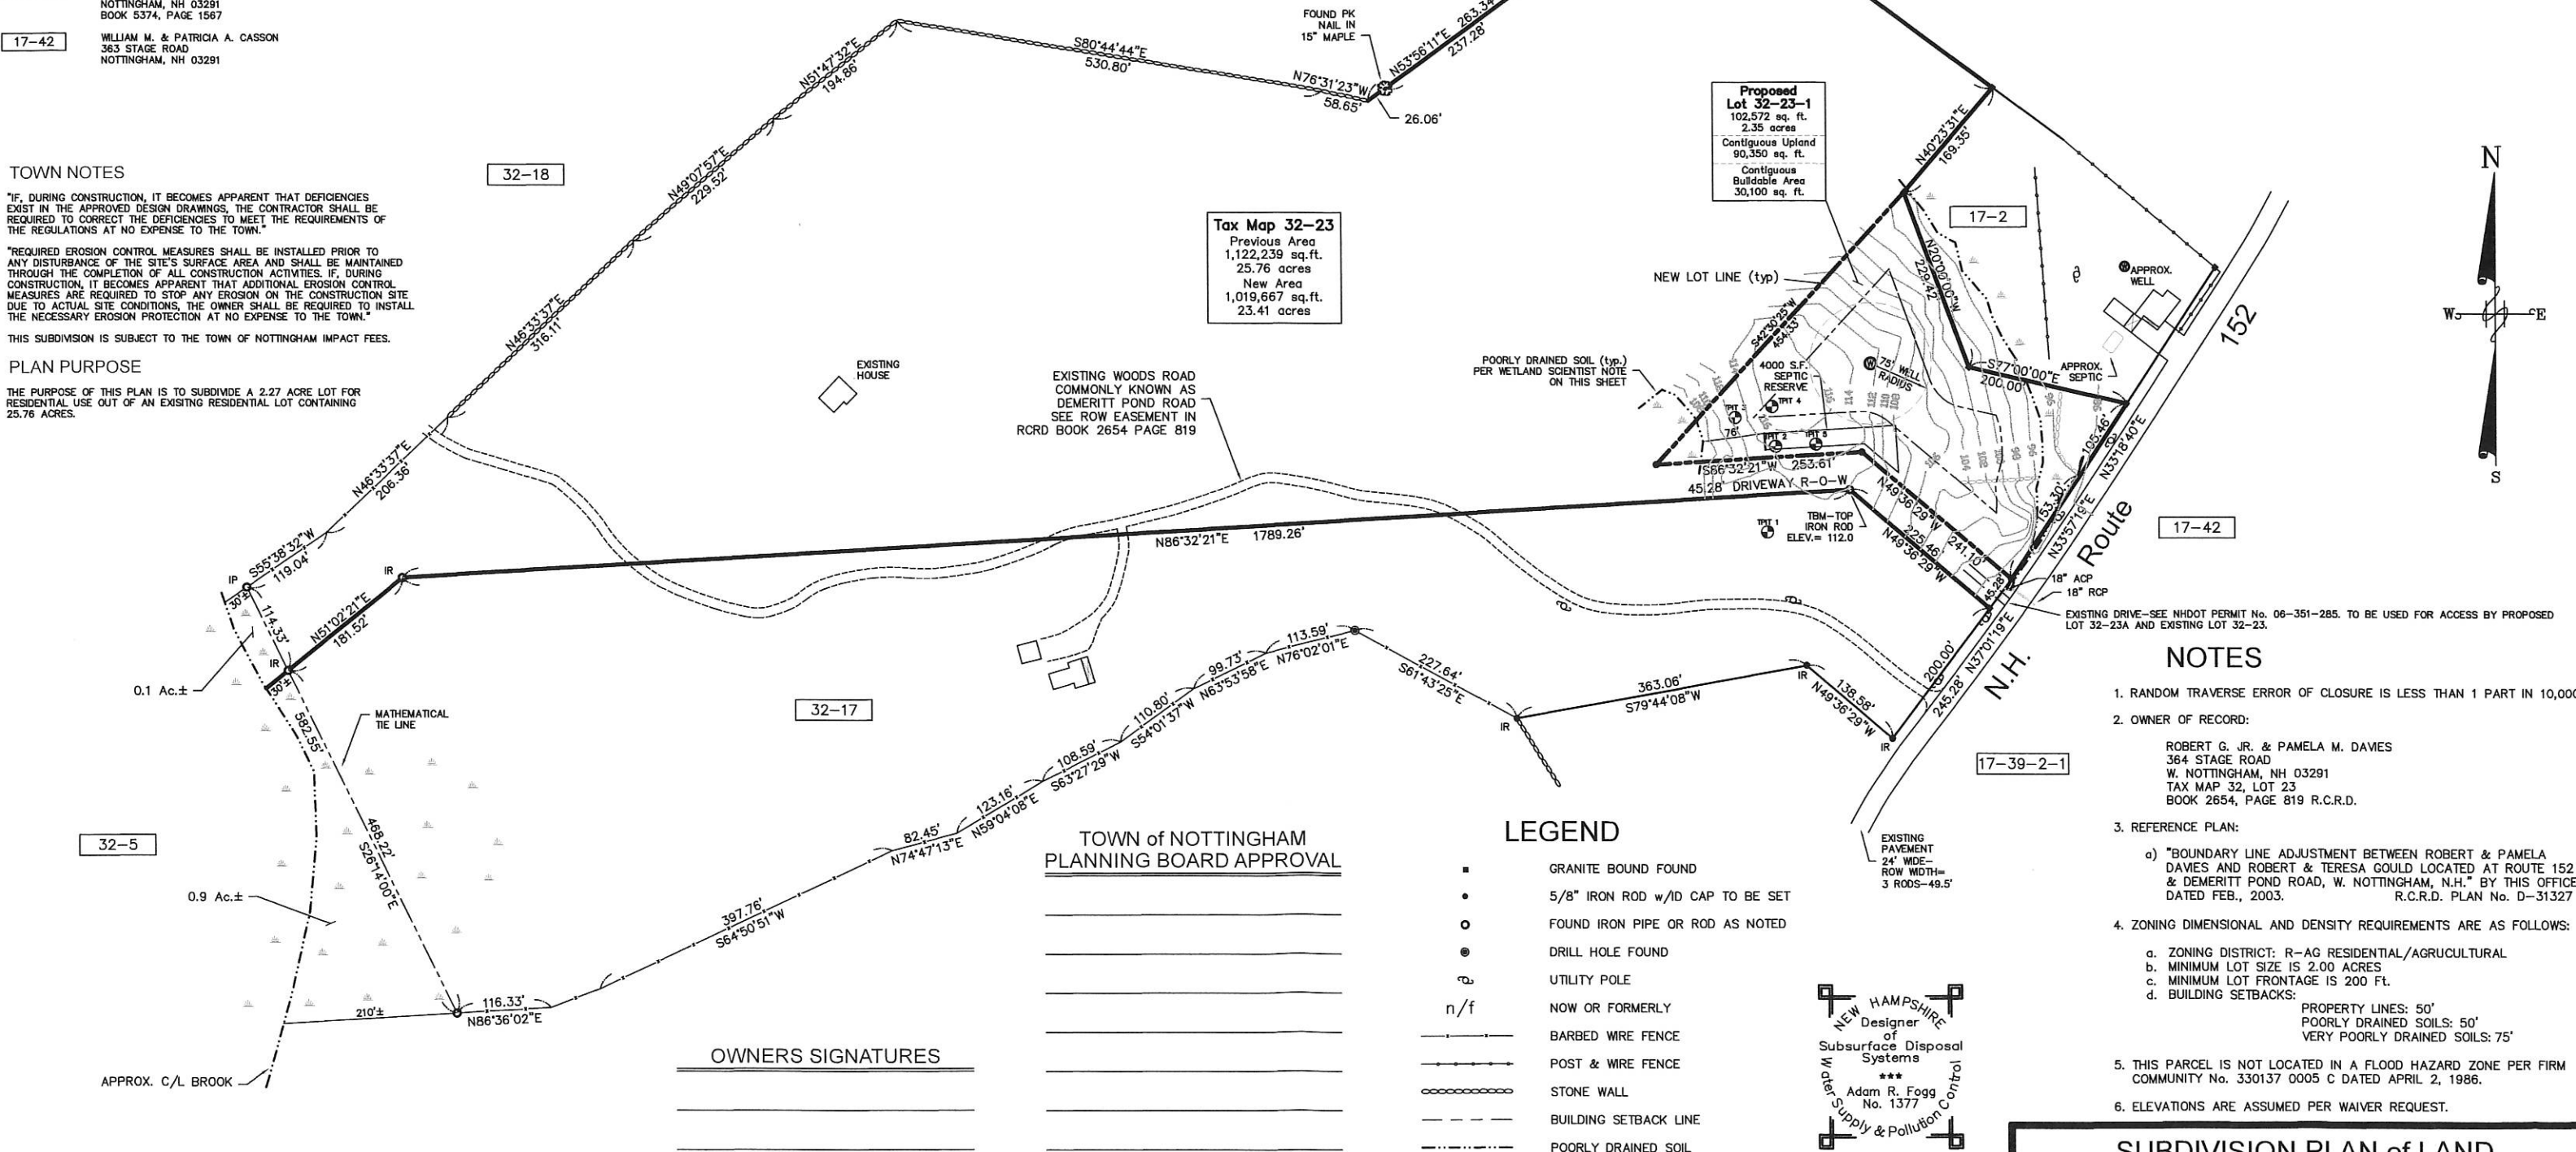 NOTTINGHAM, NH 03291
BOOK 5374, PAGE 1567
17-42
WILLIAM M. & PATRICIA A. CASSON
363 STAGE ROAD
NOTTINGHAM, NH 03291
TOWN NOTES
"IF, DURING CONSTRUCTION, IT BECOMES APPARENT THAT DEFICIENCIES
EXIST IN THE APPROVED DESIGN DRAWINGS, THE CONTRACTOR SHALL BE
REQUIRED TO CORRECT THE DEFICIENCIES TO MEET THE REQUIREMENTS OF
THE REGULATIONS AT NO EXPENSE TO THE TOWN."
"REQUIRED EROSION CONTROL MEASURES SHALL BE INSTALLED PRIOR TO
ANY DISTURBANCE OF THE SITE'S SURFACE AREA AND SHALL BE MAINTAINED
THROUGH THE COMPLETION OF ALL CONSTRUCTION ACTIVITIES. IF, DURING
CONSTRUCTION, IT BECOMES APPARENT THAT ADDITIONAL EROSION CONTROL
MEASURES ARE REQUIRED TO STOP ANY EROSION ON THE CONSTRUCTION SITE
DUE TO ACTUAL SITE CONDITIONS, THE OWNER SHALL BE REQUIRED TO INSTALL
THE NECESSARY EROSION PROTECTION AT NO EXPENSE TO THE TOWN."
THIS SUBDIVISION IS SUBJECT TO THE TOWN OF NOTTINGHAM IMPACT FEES.
PLAN PURPOSE
THE PURPOSE OF THIS PLAN IS TO SUBDIVIDE A 2.27 ACRE LOT FOR
RESIDENTIAL USE OUT OF AN EXISITNG RESIDENTIAL LOT CONTAINING
25.76 ACRES.
32-18
N51°47'32"E
194.86'
S80°44'44"E
530.80'
N76°31'23"W
58.65'
26.06'
FOUND PK
NAIL IN
15" MAPLE
N53°56'11"E
237.28'
263.34'
N49°07'57"E
229.52'
N46°33'37"E
316.11'
N46°33'37"E
206.36'
S55°38'32"W
119.04'
IP
30'±
114.33'
IR
N51°02'21"E
181.52'
IR
30'±
0.1 Ac.±
582.55'
MATHEMATICAL
TIE LINE
468.22'
S26°14'00"E
32-5
0.9 Ac.±
210'±
APPROX. C/L BROOK
116.33'
N86°36'02"E
397.76'
S64°50'51"W
82.45'
N74°47'13"E
123.16'
N59°04'08"E
108.59'
S63°27'29"W
110.80'
S54°01'37"W
99.73'
N63°53'58"E
113.59'
N76°02'01"E
227.64'
S61°43'25"E
IR
363.06'
S79°44'08"W
IR
138.58'
N49°36'29"W
IR
200.00'
245.28'
N37°01'19"E
32-17
EXISTING
HOUSE
Tax Map 32-23
Previous Area
1,122,239 sq.ft.
25.76 acres
New Area
1,019,667 sq.ft.
23.41 acres
EXISTING WOODS ROAD
COMMONLY KNOWN AS
DEMERITT POND ROAD
SEE ROW EASEMENT IN
RCRD BOOK 2654 PAGE 819
N86°32'21"E 1789.26'
Proposed
Lot 32-23-1
102,572 sq. ft.
2.35 acres
Contiguous Upland
90,350 sq. ft.
Contiguous
Buildable Area
30,100 sq. ft.
N40°23'31"E
169.35'
17-2
NEW LOT LINE (typ)
N20°00'00"W
229.42'
S42°30'25"W
454.33'
POORLY DRAINED SOIL (typ.)
PER WETLAND SCIENTIST NOTE
ON THIS SHEET
4000 S.F.
SEPTIC
RESERVE
75' WELL
RADIUS
TPIT 4
TPIT 2
76'
S77°00'00"E
200.00'
APPROX.
SEPTIC
APPROX.
WELL
S86°32'21"W 253.61'
45.28' DRIVEWAY R-O-W
TPIT 1
TBM-TOP
IRON ROD
ELEV.= 112.0
N49°36'29"W
241.10'
225.46'
N49°36'29"W
45.28'
105.46'
N33°18'40"E
153.30'
N33°57'19"E
114
112
110
108
106
104
98
96
N.H. Route 152
N
W E
S
17-42
18" ACP
18" RCP
EXISTING DRIVE-SEE NHDOT PERMIT No. 06-351-285. TO BE USED FOR ACCESS BY PROPOSED
LOT 32-23A AND EXISTING LOT 32-23.
17-39-2-1
EXISTING
PAVEMENT
24' WIDE-
ROW WIDTH=
3 RODS-49.5'
NOTES
1. RANDOM TRAVERSE ERROR OF CLOSURE IS LESS THAN 1 PART IN 10,000
2. OWNER OF RECORD:
ROBERT G. JR. & PAMELA M. DAVIES
364 STAGE ROAD
W. NOTTINGHAM, NH 03291
TAX MAP 32, LOT 23
BOOK 2654, PAGE 819 R.C.R.D.
3. REFERENCE PLAN:
a) "BOUNDARY LINE ADJUSTMENT BETWEEN ROBERT & PAMELA
DAVIES AND ROBERT & TERESA GOULD LOCATED AT ROUTE 152
& DEMERITT POND ROAD, W. NOTTINGHAM, N.H." BY THIS OFFICE
DATED FEB., 2003. R.C.R.D. PLAN No. D-31327
4. ZONING DIMENSIONAL AND DENSITY REQUIREMENTS ARE AS FOLLOWS:
a. ZONING DISTRICT: R-AG RESIDENTIAL/AGRUCULTURAL
b. MINIMUM LOT SIZE IS 2.00 ACRES
c. MINIMUM LOT FRONTAGE IS 200 Ft.
d. BUILDING SETBACKS:
PROPERTY LINES: 50'
POORLY DRAINED SOILS: 50'
VERY POORLY DRAINED SOILS: 75'
5. THIS PARCEL IS NOT LOCATED IN A FLOOD HAZARD ZONE PER FIRM
COMMUNITY No. 330137 0005 C DATED APRIL 2, 1986.
6. ELEVATIONS ARE ASSUMED PER WAIVER REQUEST.
OWNERS SIGNATURES
TOWN of NOTTINGHAM
PLANNING BOARD APPROVAL
LEGEND
GRANITE BOUND FOUND
5/8" IRON ROD w/ID CAP TO BE SET
FOUND IRON PIPE OR ROD AS NOTED
DRILL HOLE FOUND
UTILITY POLE
n/f NOW OR FORMERLY
BARBED WIRE FENCE
POST & WIRE FENCE
STONE WALL
BUILDING SETBACK LINE
POORLY DRAINED SOIL
NEW HAMPSHIRE
Designer
of
Subsurface Disposal
Systems
***
Adam R. Fogg
No. 1377
Water Supply & Pollution Control
SUBDIVISION PLAN of LAND